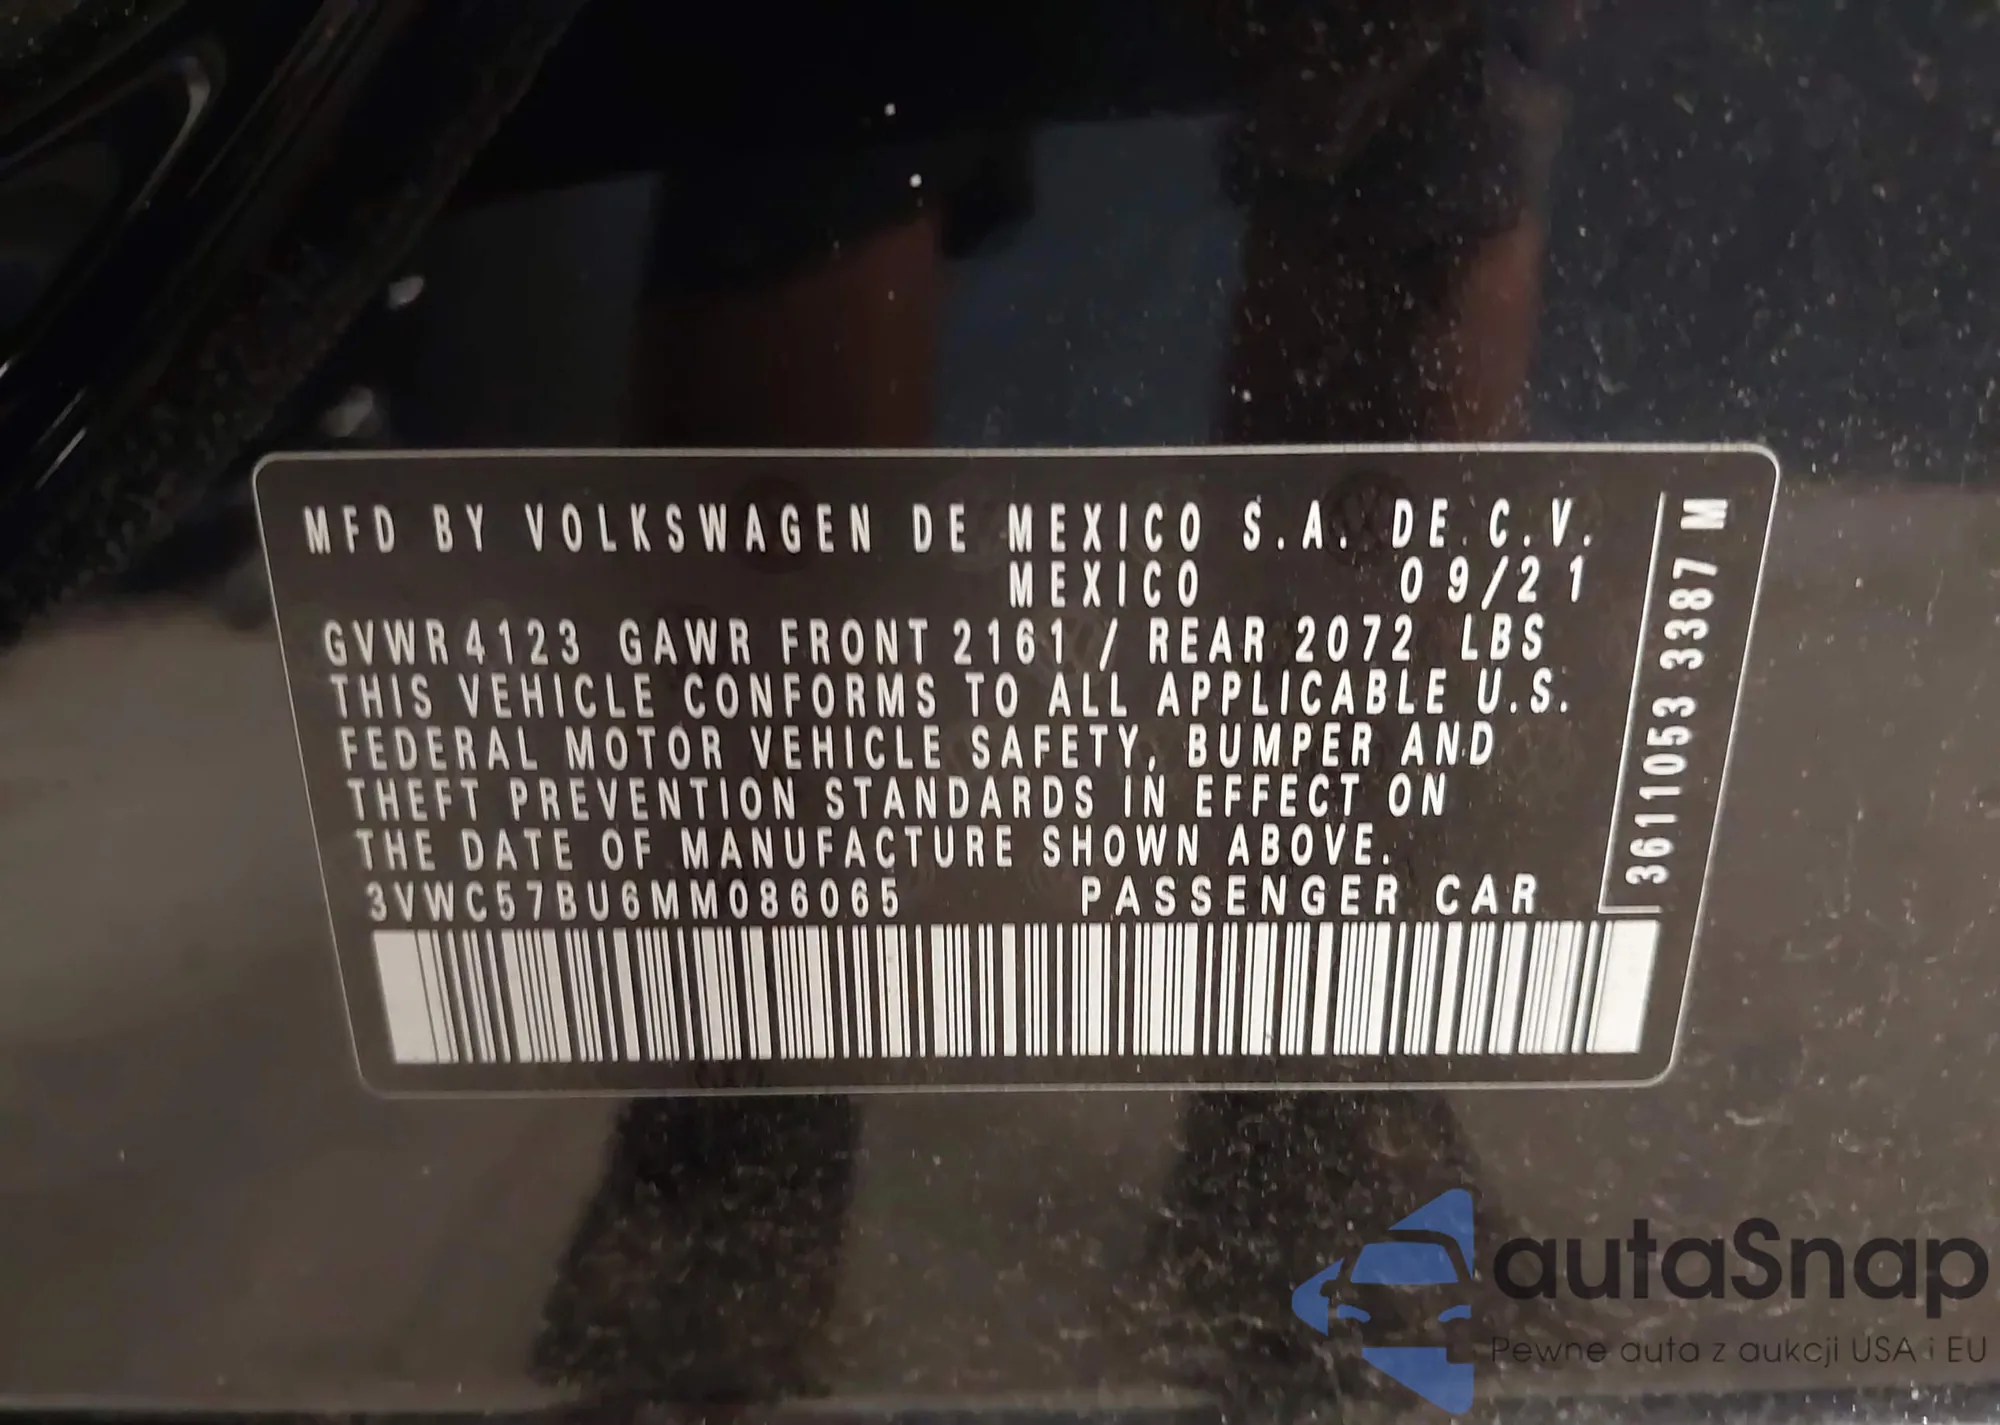 MFD BY VOLKSWAGEN DE MEXICO S.A. DE C.V.
MEXICO 09/21
GVWR 4123 GAWR FRONT 2161 / REAR 2072 LBS
THIS VEHICLE CONFORMS TO ALL APPLICABLE U.S.
FEDERAL MOTOR VEHICLE SAFETY, BUMPER AND
THEFT PREVENTION STANDARDS IN EFFECT ON
THE DATE OF MANUFACTURE SHOWN ABOVE.
3VWC57BU6MM086065 PASSENGER CAR
3611053 3387 M
autaSnap
Pewne auta z aukcji USA i EU